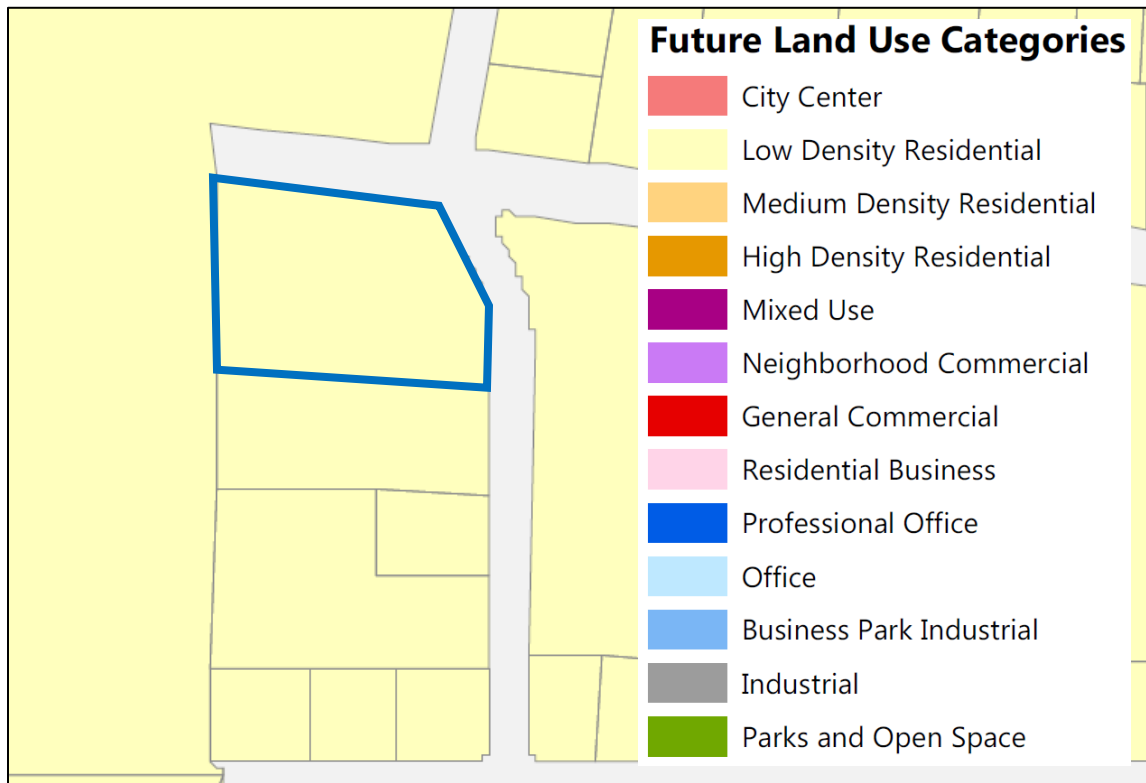 Future Land Use Categories
City Center
Low Density Residential
Medium Density Residential
High Density Residential
Mixed Use
Neighborhood Commercial
General Commercial
Residential Business
Professional Office
Office
Business Park Industrial
Industrial
Parks and Open Space